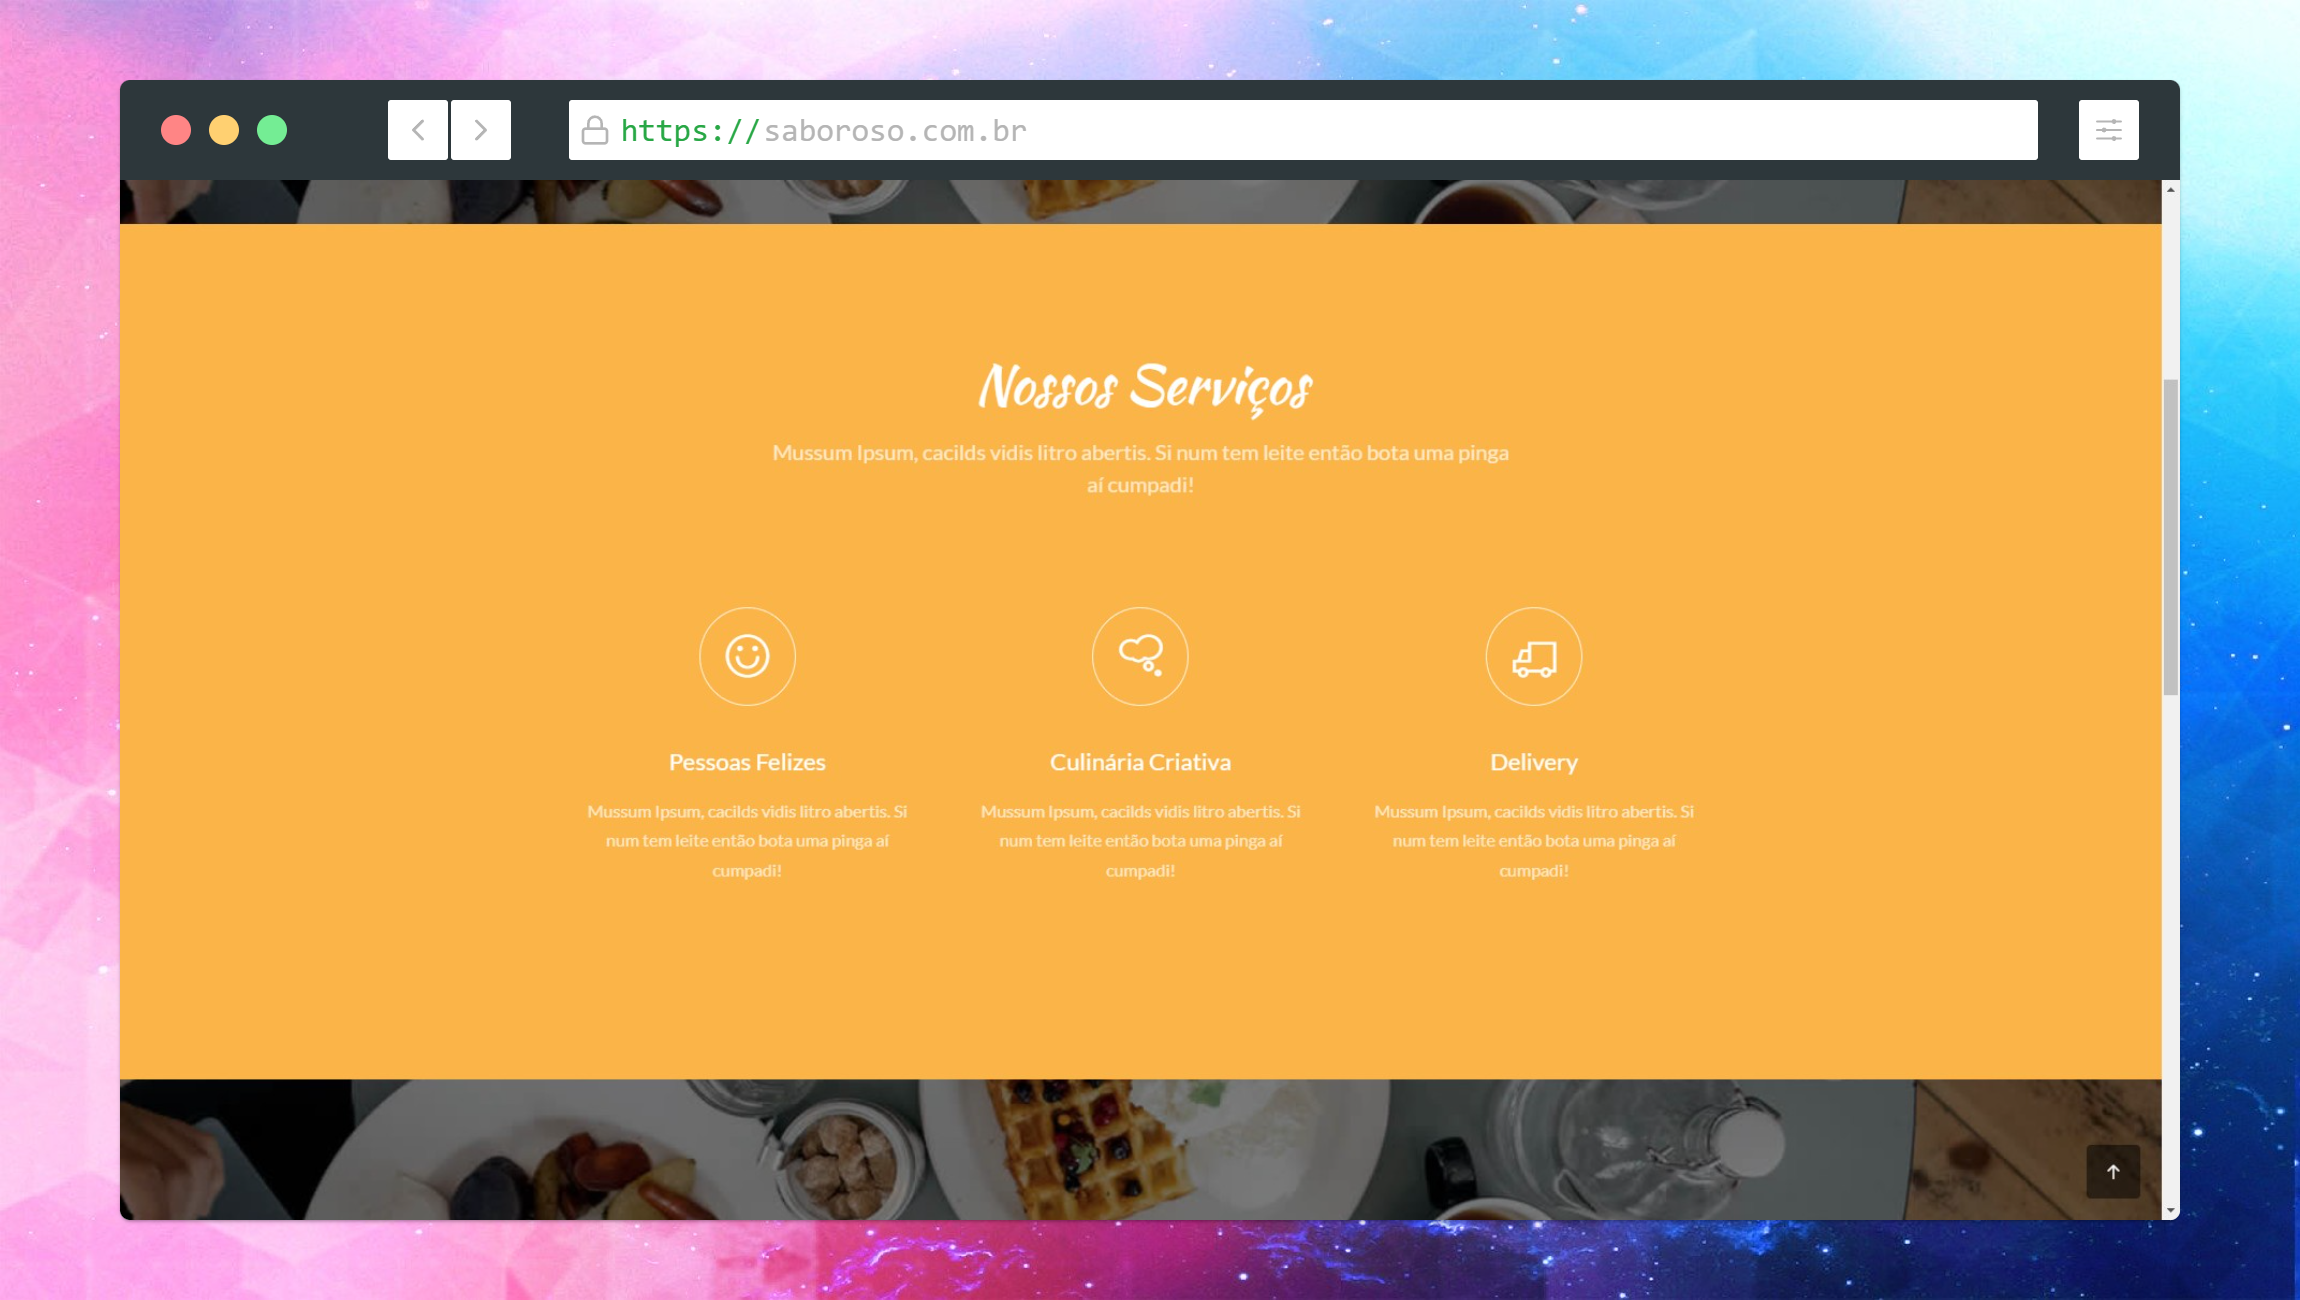 https://saboroso.com.br
Nossos Serviços
Mussum Ipsum, cacilds vidis litro abertis. Si num tem leite então bota uma pinga
aí cumpadi!
Pessoas Felizes
Mussum Ipsum, cacilds vidis litro abertis. Si
num tem leite então bota uma pinga aí
cumpadi!
Culinária Criativa
Mussum Ipsum, cacilds vidis litro abertis. Si
num tem leite então bota uma pinga aí
cumpadi!
Delivery
Mussum Ipsum, cacilds vidis litro abertis. Si
num tem leite então bota uma pinga aí
cumpadi!